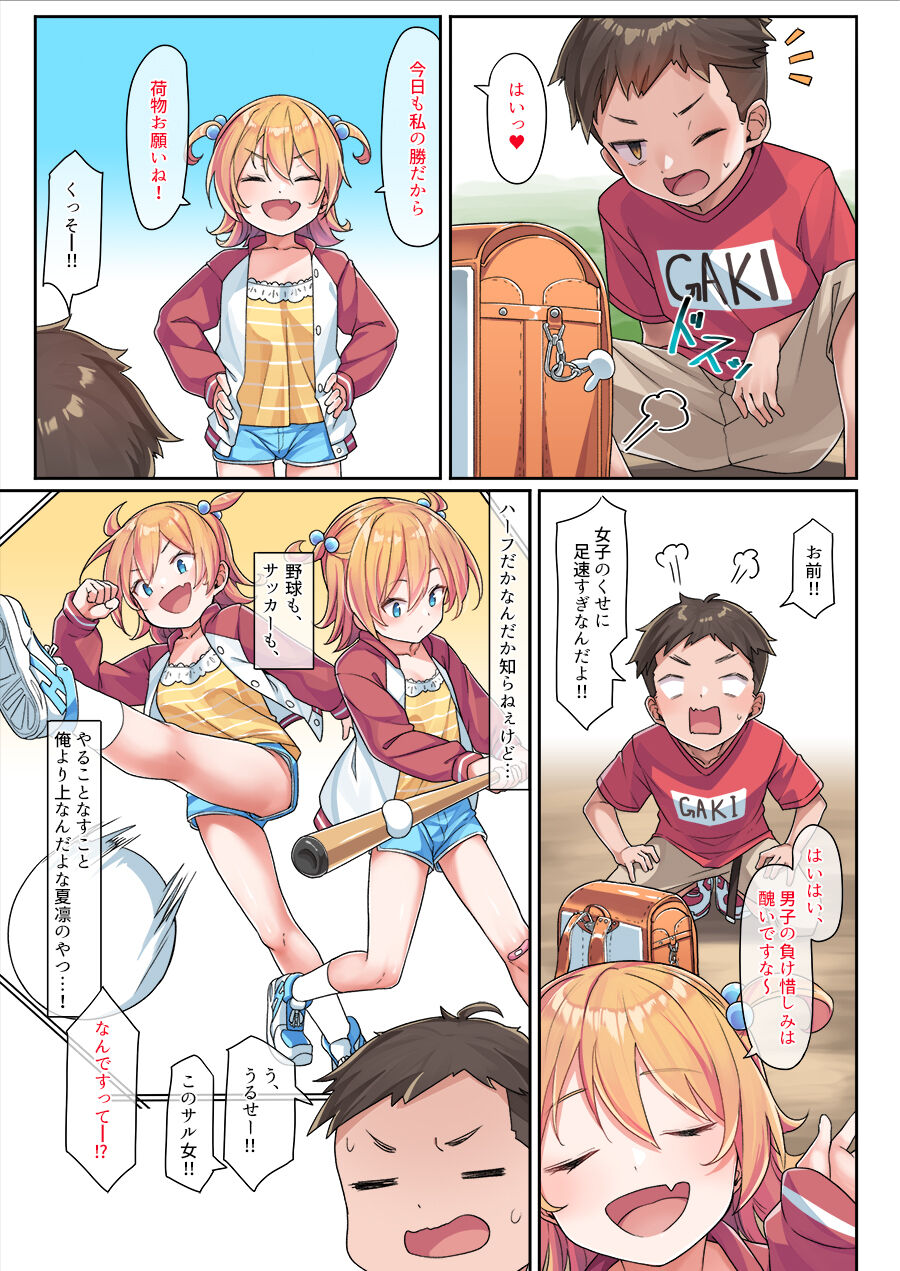 はいっ♥
GAKI
ドスッ
今日も私の勝だから
荷物お願いね！
くっそー!!
お前!!
女子のくせに
足速すぎなんだよ!!
GAKI
はいはい、
男子の負け惜しみは
醜いですな～
ハーフだかなんだか知らねぇけど…
野球も、
サッカーも、
やることなすこと
俺より上なんだよな夏凛のやつ…！
う、
うるせー!!
このサル女!!
なんですってー!?